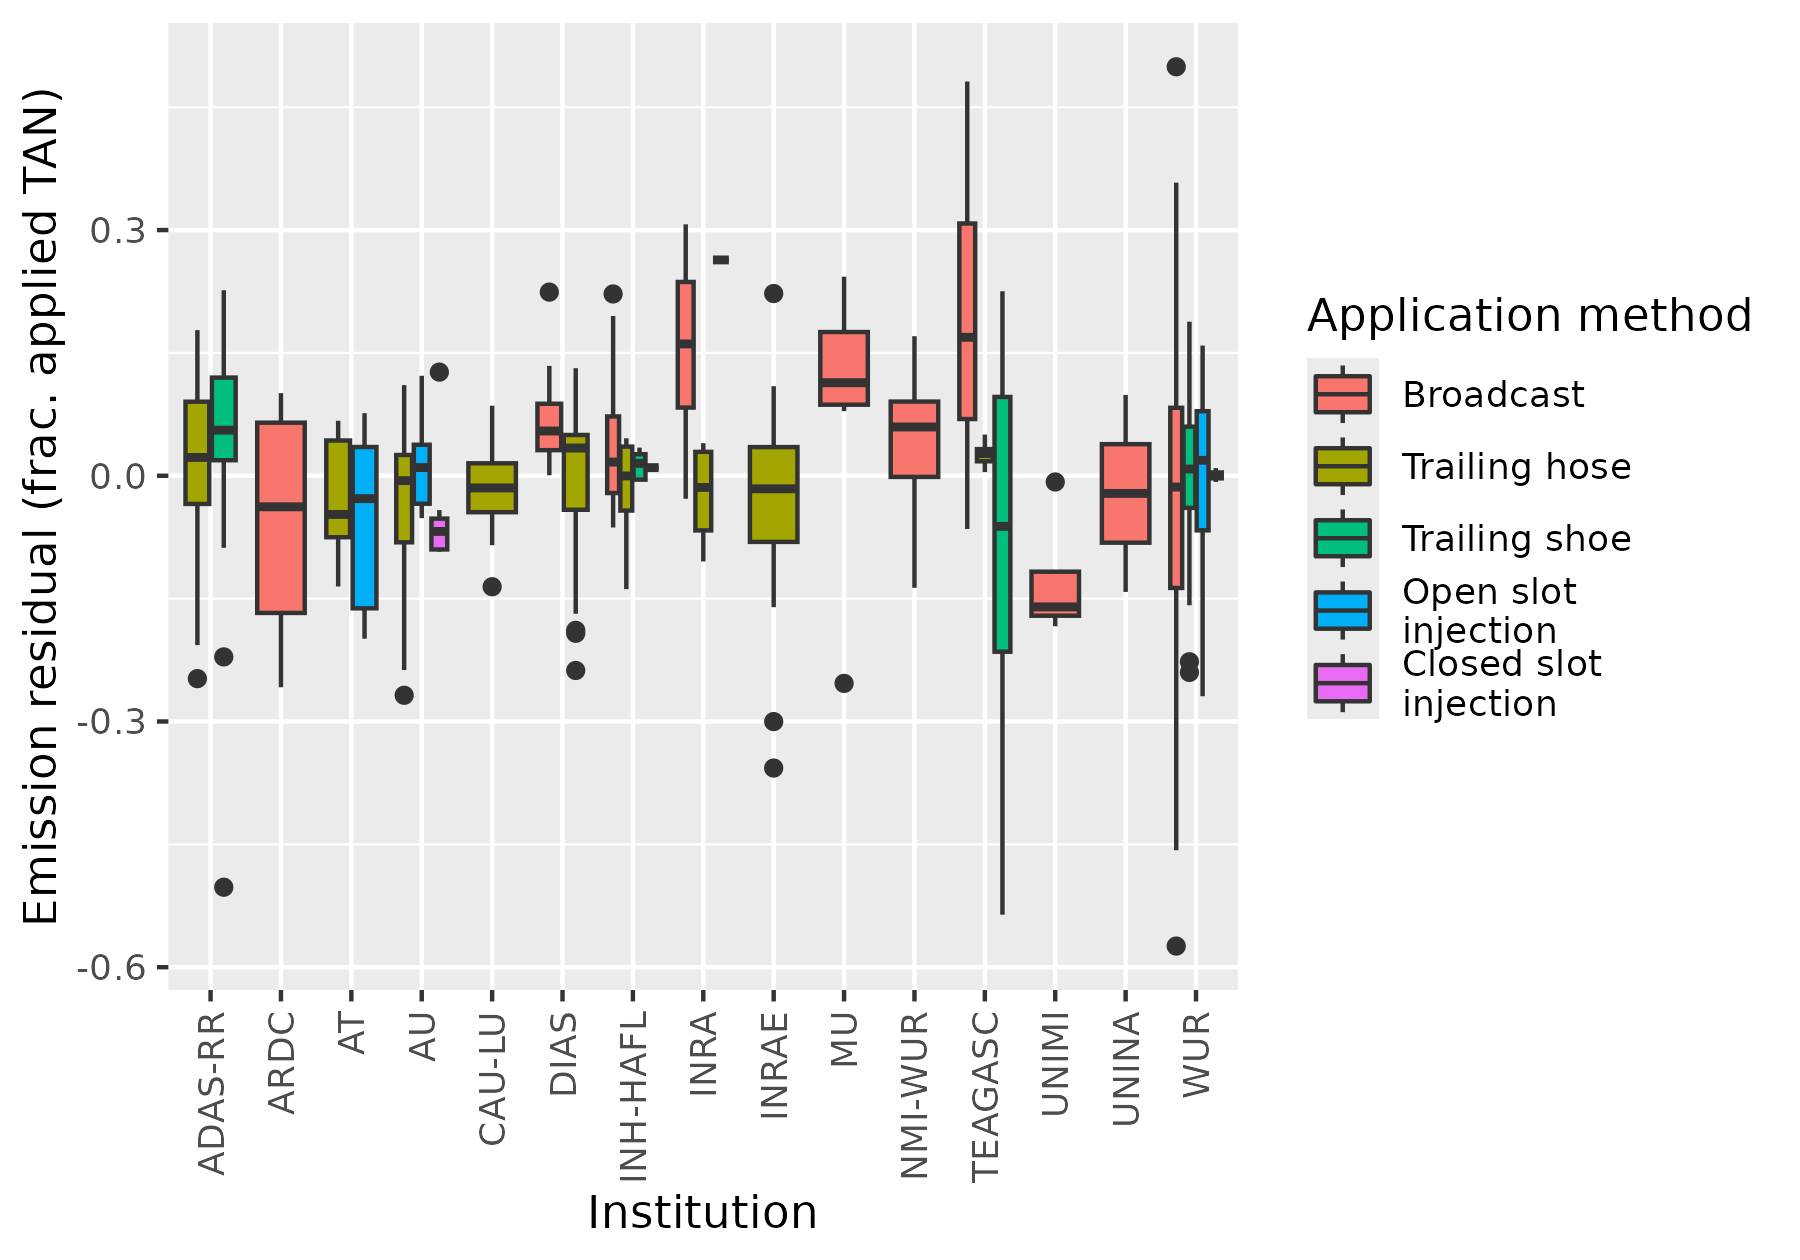 Emission residual (frac. applied TAN)
0.3
0.0
-0.3
-0.6
ADAS-RR
ARDC
AT
AU
CAU-LU
DIAS
INH-HAFL
INRA
INRAE
MU
NMI-WUR
TEAGASC
UNIMI
UNINA
WUR
Institution
Application method
Broadcast
Trailing hose
Trailing shoe
Open slot
injection
Closed slot
injection